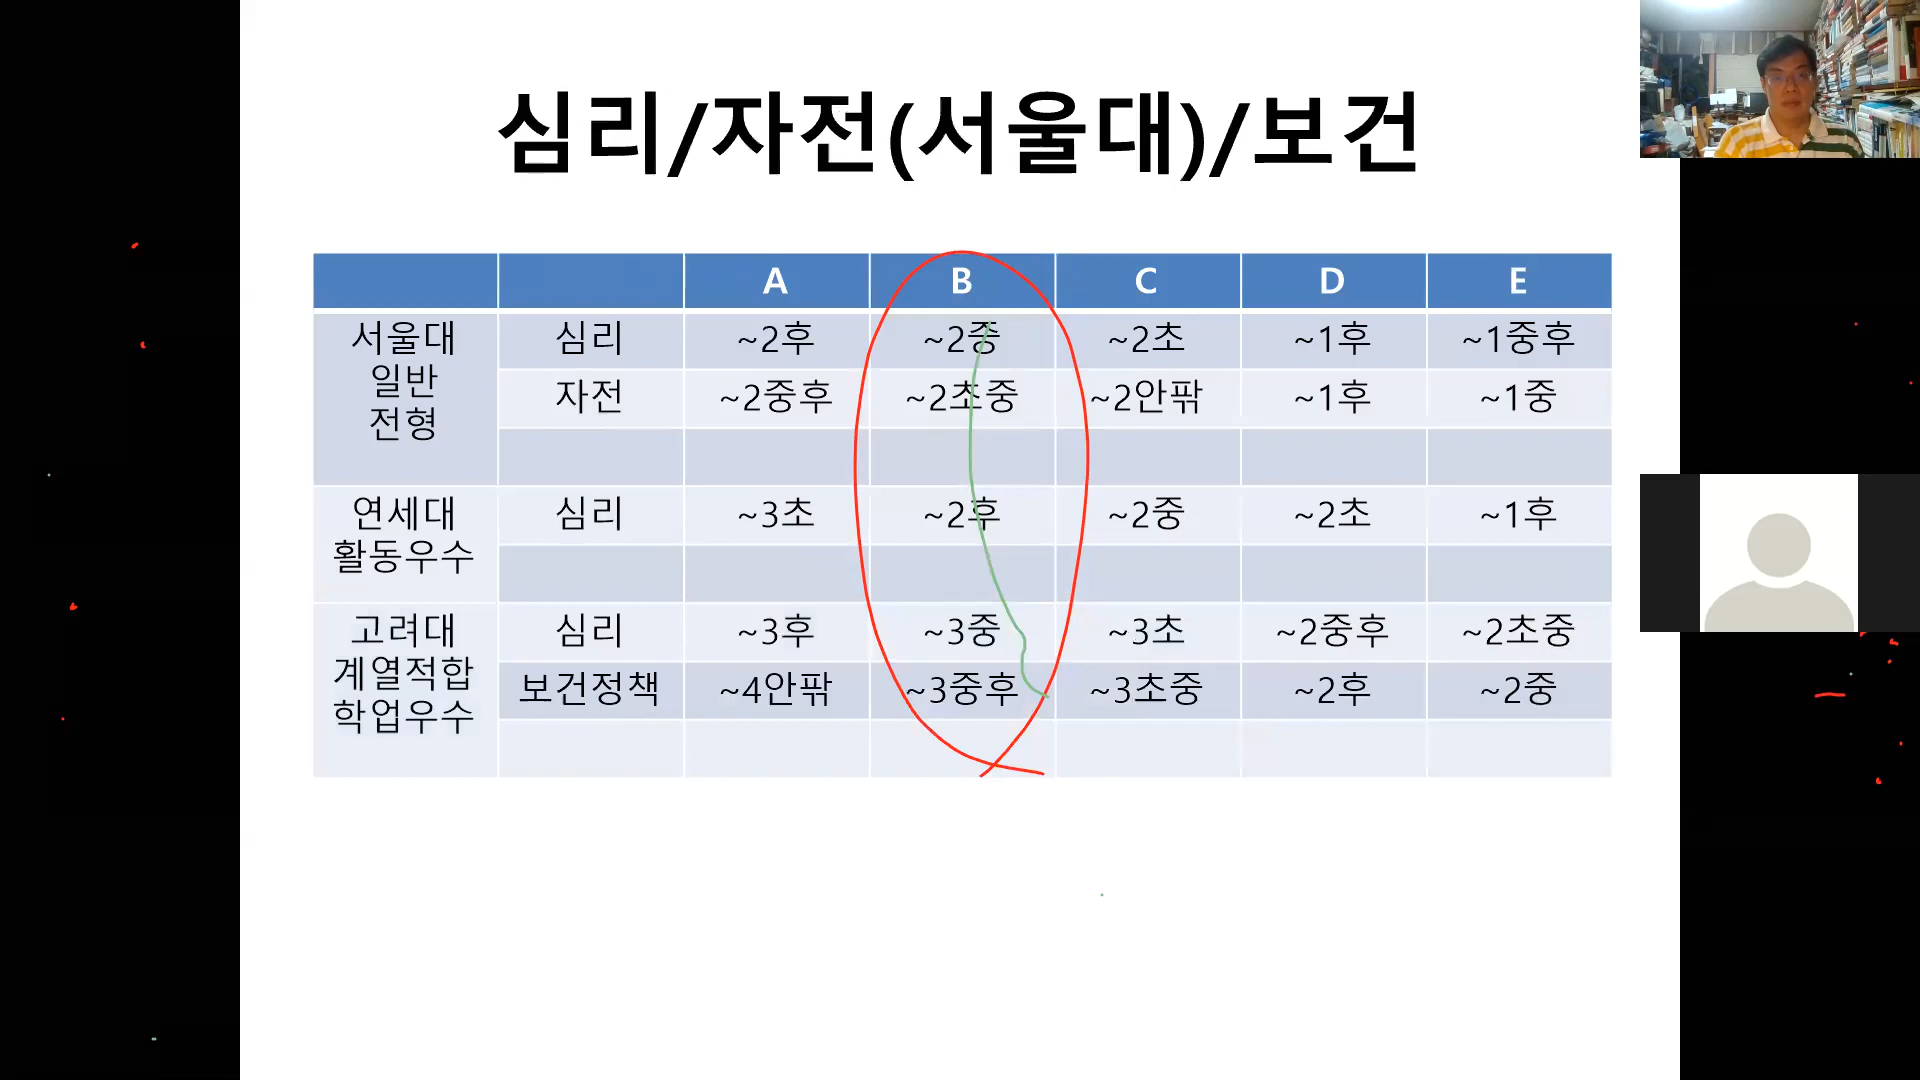 심리/자전(서울대)/보건
A B C D E
서울대 일반 전형 심리 ~2후 ~2중 ~2초 ~1후 ~1중후
자전 ~2중후 ~2초중 ~2안팎 ~1후 ~1중
연세대 활동우수 심리 ~3초 ~2후 ~2중 ~2초 ~1후
고려대 계열적합 학업우수 심리 ~3후 ~3중 ~3초 ~2중후 ~2초중
보건정책 ~4안팎 ~3중후 ~3초중 ~2후 ~2중